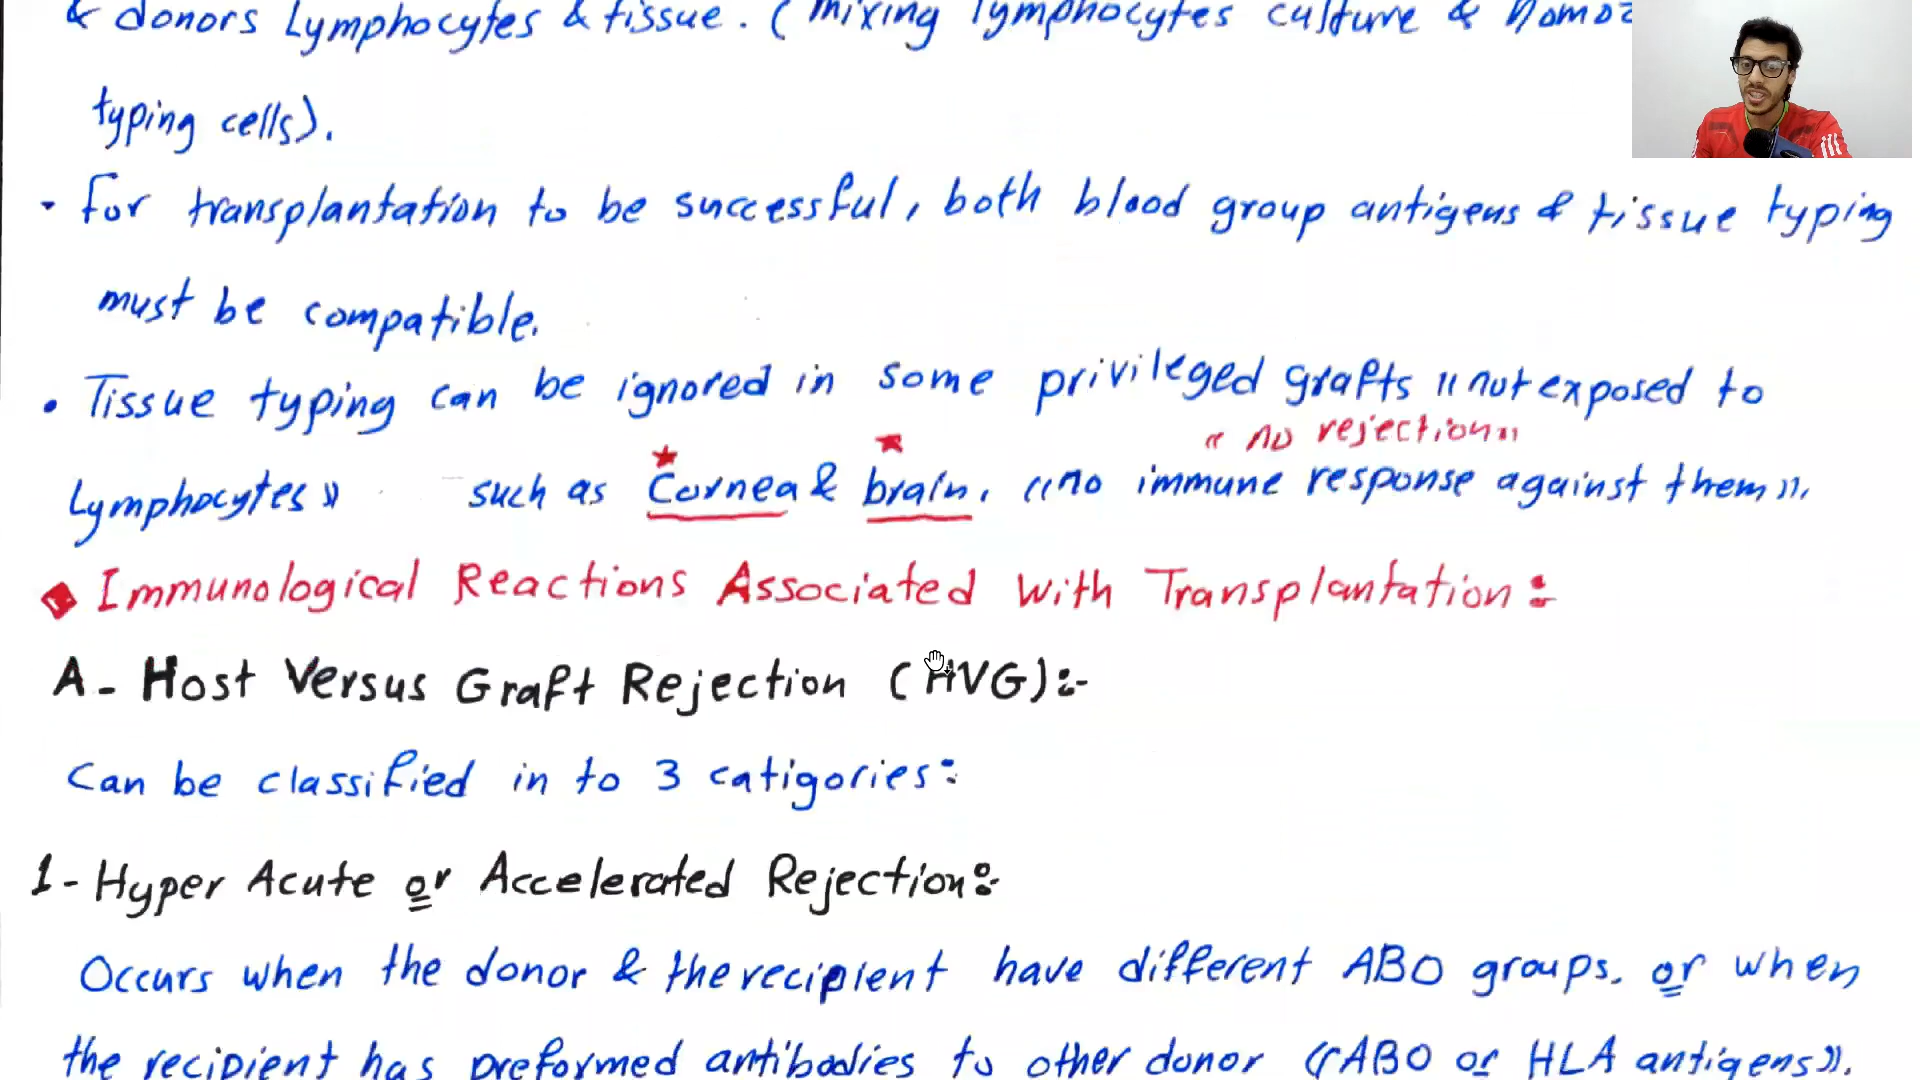 & donors Lymphocytes & tissue. ( mixing lymphocytes culture &
typing cells).
- For transplantation to be successful, both blood group antigens & tissue typing
must be compatible.
• Tissue typing can be ignored in some privileged grafts "not exposed to
" no rejection"
Lymphocytes» such as Cornea & brain. «no immune response against them».
Immunological Reactions Associated With Transplantation:
A- Host Versus Graft Rejection (HVG):-
Can be classified in to 3 catigories:
1- Hyper Acute or Accelerated Rejection:-
Occurs when the donor & the recipient have different ABO groups. or when
the recipient has preformed antibodies to other donor «ABO or HLA antigens».